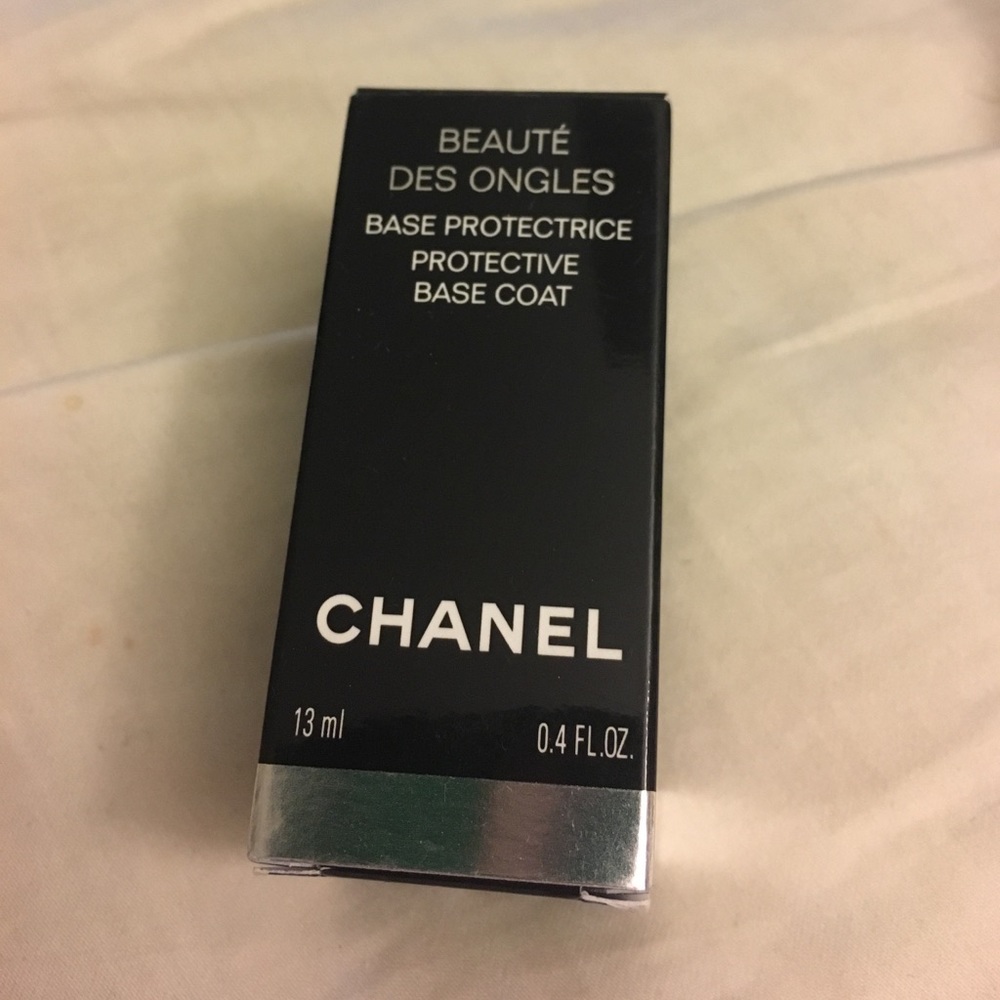 BEAUTÉ
DES ONGLES
BASE PROTECTRICE
PROTECTIVE
BASE COAT
CHANEL
13 ml 0.4 FL.OZ.